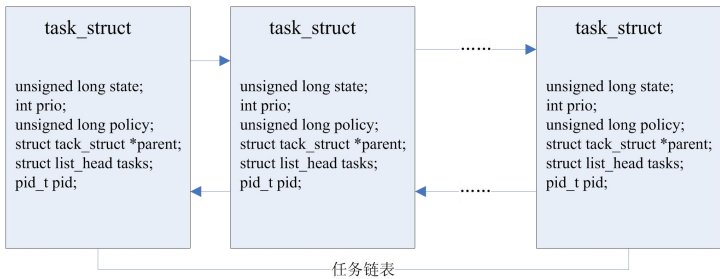 task_struct
unsigned long state;
int prio;
unsigned long policy;
struct tack_struct *parent;
struct list_head tasks;
pid_t pid;
task_struct
unsigned long state;
int prio;
unsigned long policy;
struct tack_struct *parent;
struct list_head tasks;
pid_t pid;
……
……
task_struct
unsigned long state;
int prio;
unsigned long policy;
struct tack_struct *parent;
struct list_head tasks;
pid_t pid;
任务链表